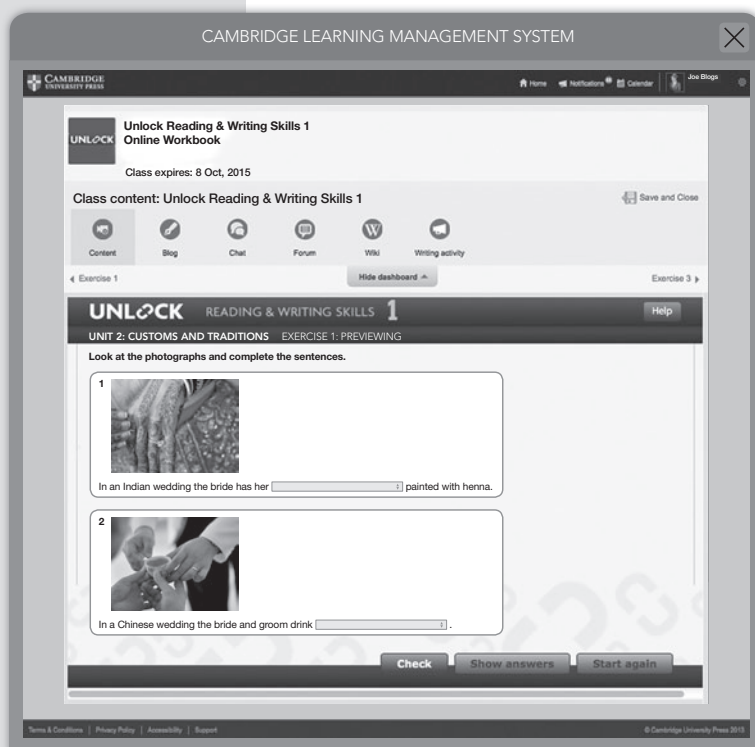 CAMBRIDGE LEARNING MANAGEMENT SYSTEM
CAMBRIDGE
UNIVERSITY PRESS
Home Notifications Calendar Joe Blogs
UNLOCK
Unlock Reading & Writing Skills 1
Online Workbook
Class expires: 8 Oct, 2015
Class content: Unlock Reading & Writing Skills 1
Save and Close
Content Blog Chat Forum Wiki Writing activity
Exercise 1 Hide dashboard Exercise 3
UNLOCK READING & WRITING SKILLS 1 Help
UNIT 2: CUSTOMS AND TRADITIONS EXERCISE 1: PREVIEWING
Look at the photographs and complete the sentences.
1
In an Indian wedding the bride has her painted with henna.
2
In a Chinese wedding the bride and groom drink .
Check Show answers Start again
Terms & Conditions | Privacy Policy | Accessibility | Support © Cambridge University Press 2013